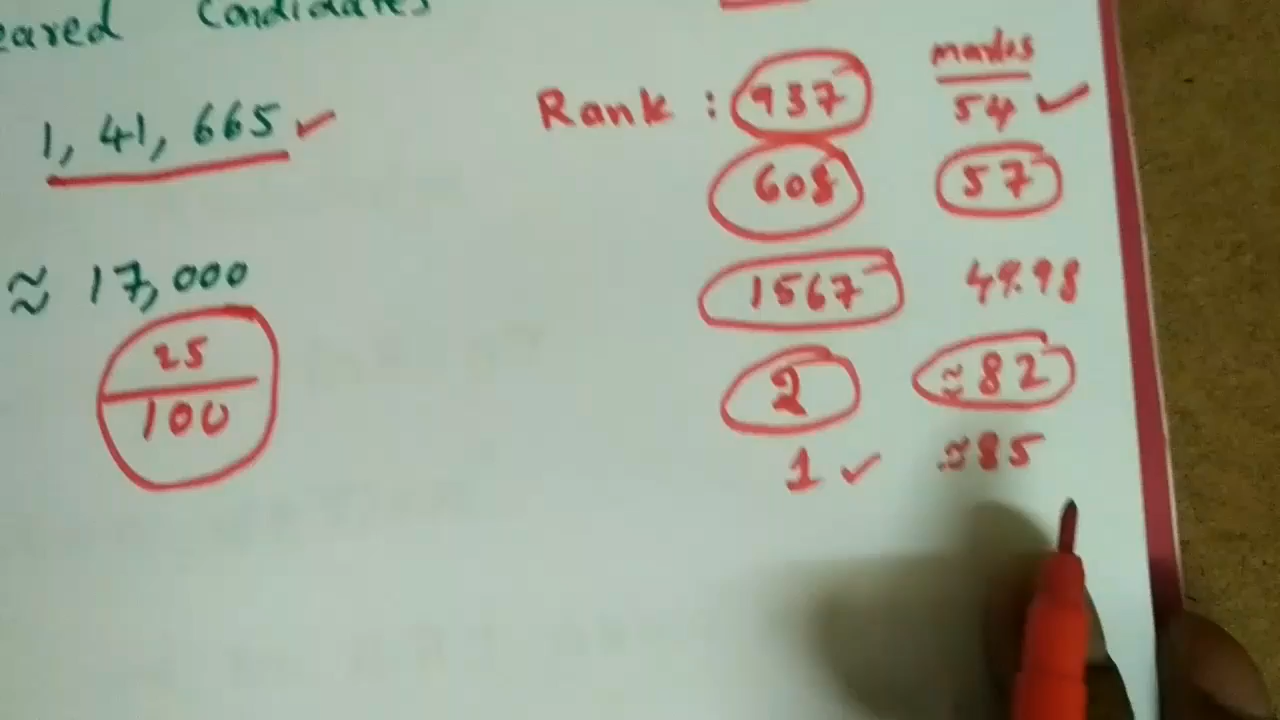 Candidates
1, 41, 665
≈ 17,000
25
100
marks
Rank : 937 54
57
1567 49.98
2 ≈82
1 ≈85